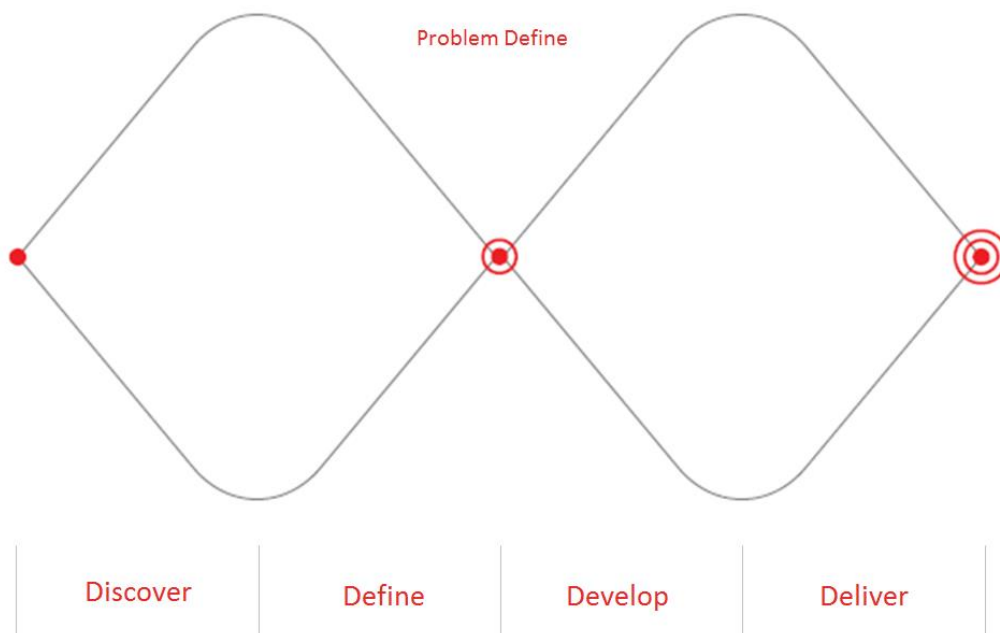 Problem Define
Discover
Define
Develop
Deliver